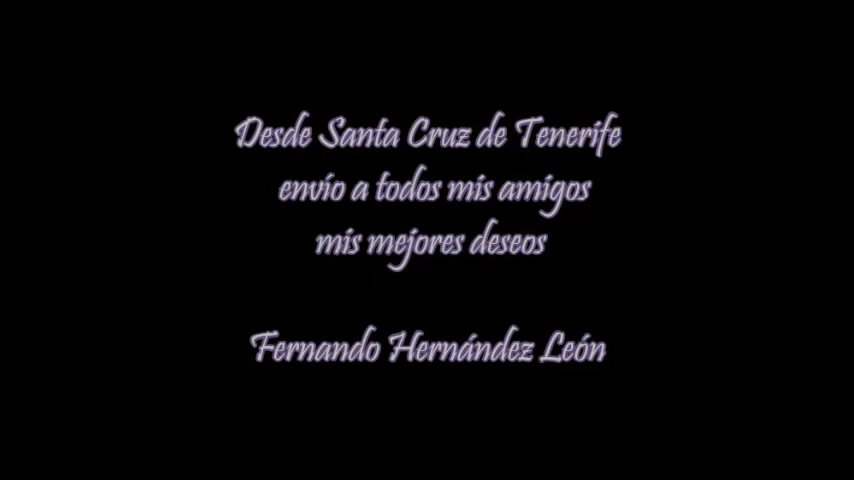 Desde Santa Cruz de Tenerife
envío a todos mis amigos
mis mejores deseos
Fernando Hernández León